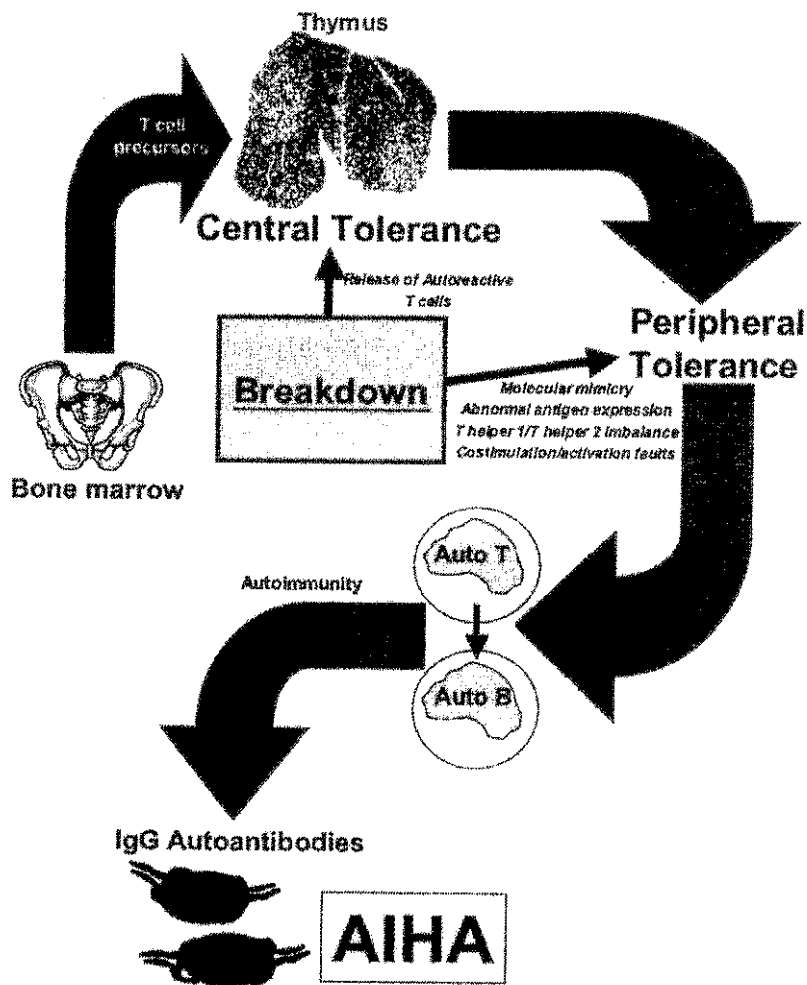 Thymus
T cell
precursors
Central Tolerance
Release of Autoreactive
T cells
Peripheral
Tolerance
Breakdown
Molecular mimicry
Abnormal antigen expression
T helper 1/T helper 2 imbalance
Costimulation/activation faults
Bone marrow
Auto T
Autoimmunity
Auto B
IgG Autoantibodies
AIHA